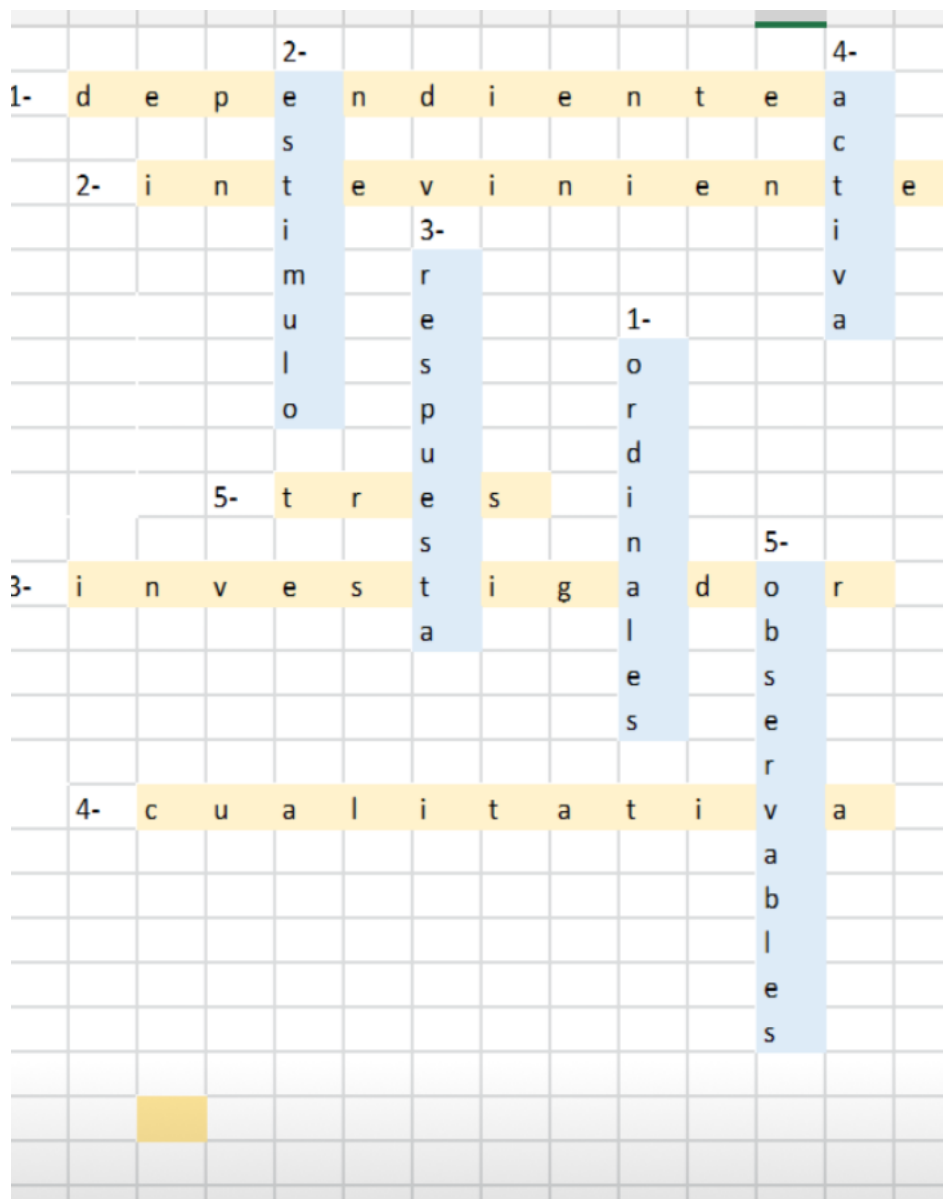 2- 4-
1- d e p e n d i e n t e a
s c
2- i n t e v i n i e n t e
i 3- i
m r v
u e 1- a
l s o
o p r
u d
5- t r e s i
s n 5-
3- i n v e s t i g a d o r
a l b
e s
s e
r
4- c u a l i t a t i v a
a
b
l
e
s